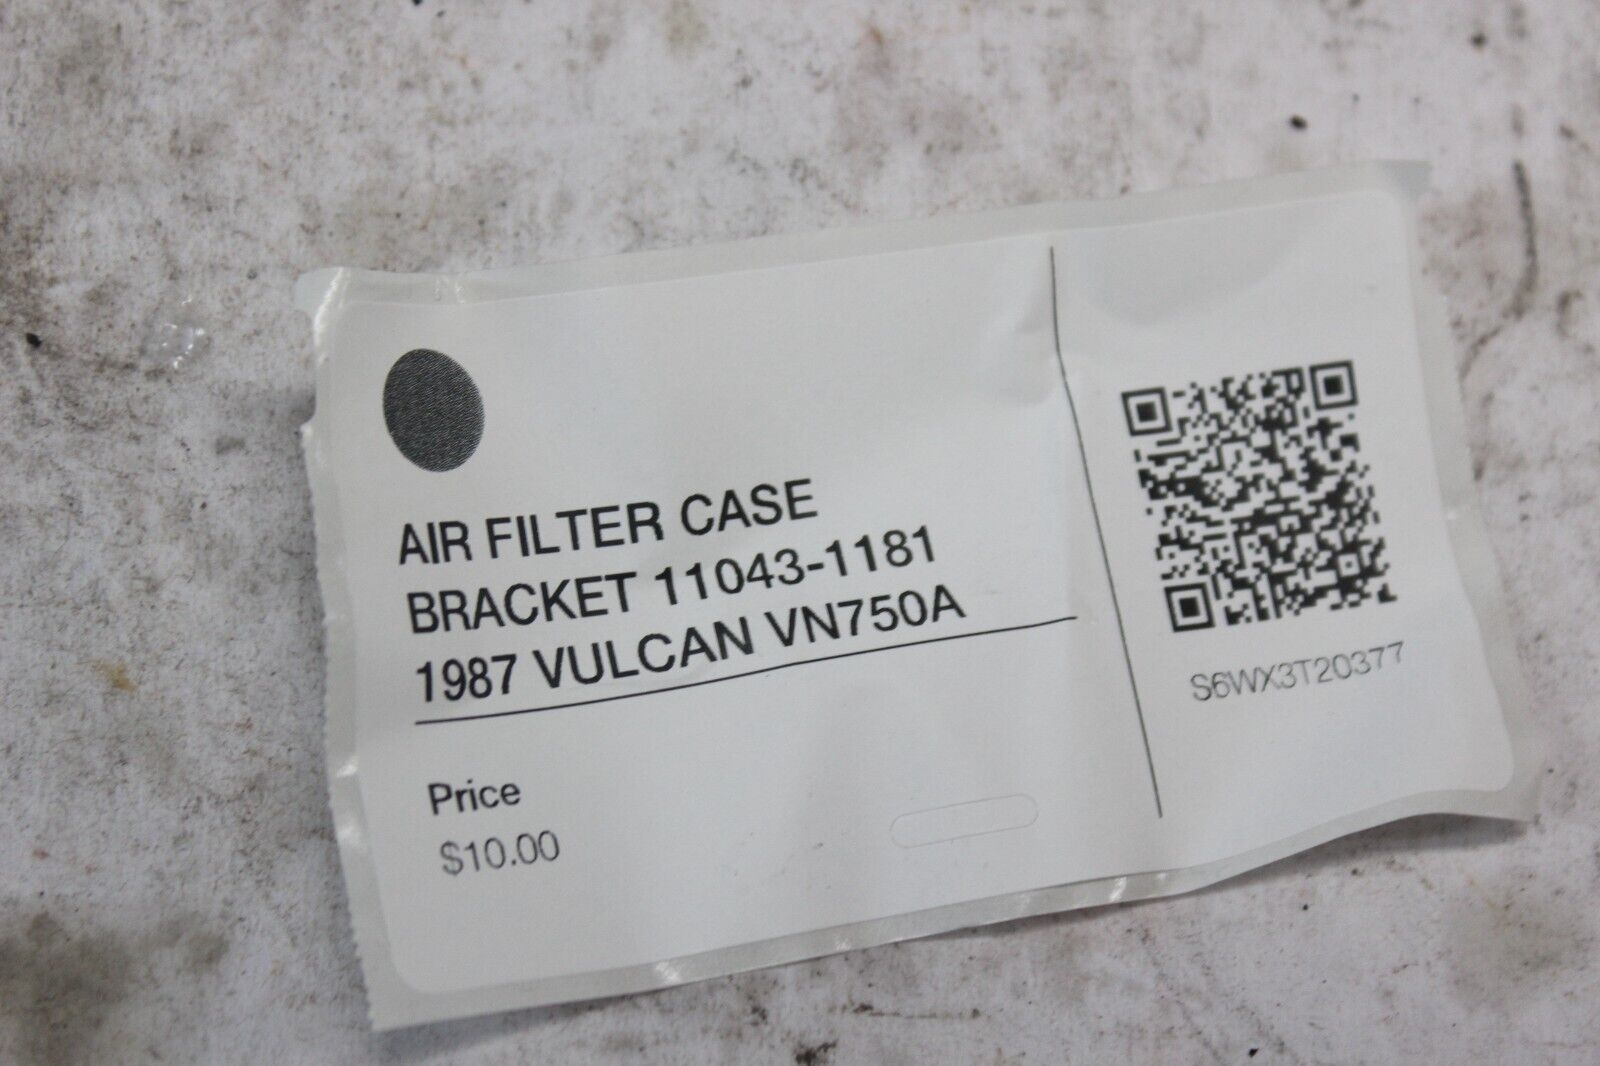 AIR FILTER CASE
BRACKET 11043-1181
1987 VULCAN VN750A
Price
$10.00
S6WX3T20377